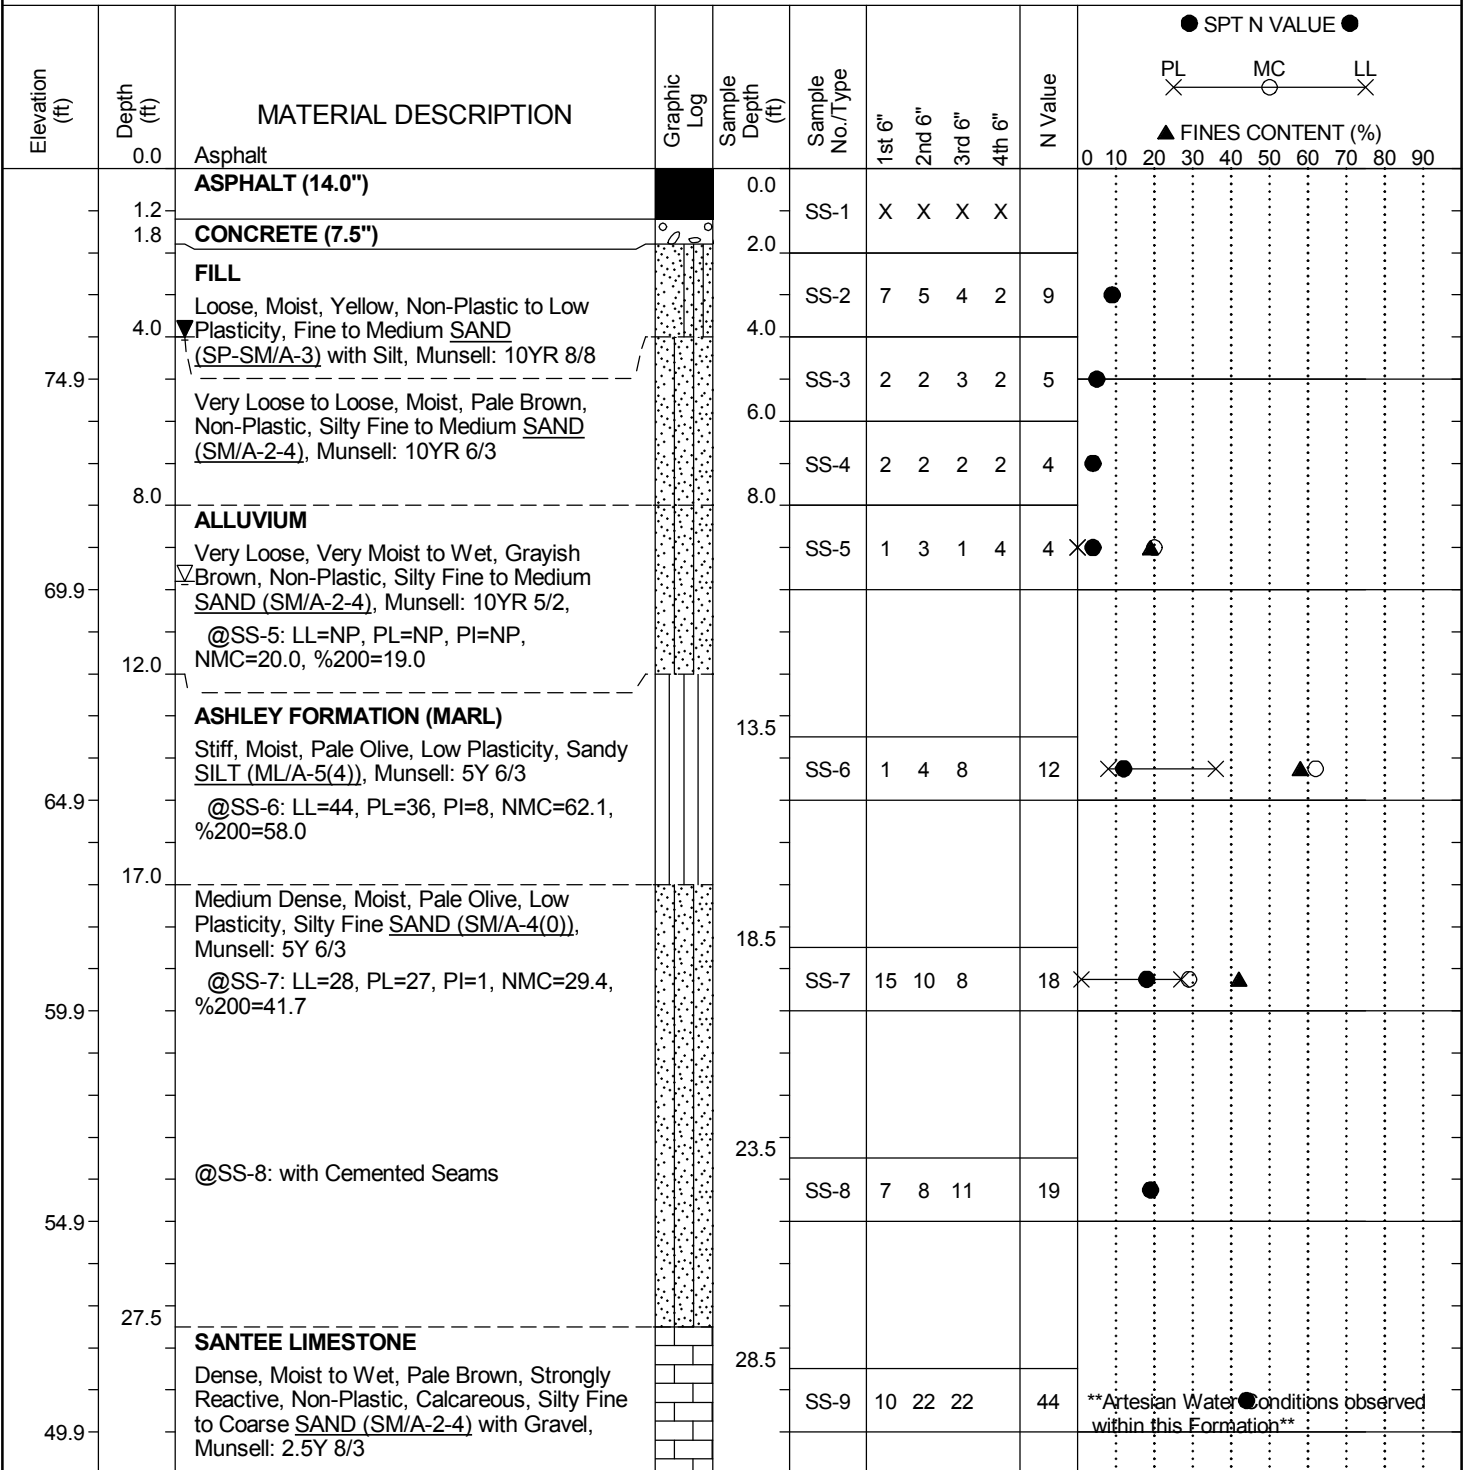 ● SPT N VALUE ●
PL MC LL
▲ FINES CONTENT (%)
0 10 20 30 40 50 60 70 80 90
Elevation (ft)
Depth (ft)
MATERIAL DESCRIPTION
Graphic Log
Sample Depth (ft)
Sample No./Type
1st 6"
2nd 6"
3rd 6"
4th 6"
N Value
0.0 Asphalt
ASPHALT (14.0") 0.0
1.2 SS-1 X X X X
1.8 CONCRETE (7.5") 2.0
FILL
Loose, Moist, Yellow, Non-Plastic to Low SS-2 7 5 4 2 9
4.0 Plasticity, Fine to Medium SAND 4.0
(SP-SM/A-3) with Silt, Munsell: 10YR 8/8
74.9 SS-3 2 2 3 2 5
Very Loose to Loose, Moist, Pale Brown, 6.0
Non-Plastic, Silty Fine to Medium SAND
(SM/A-2-4), Munsell: 10YR 6/3 SS-4 2 2 2 2 4
8.0 8.0
ALLUVIUM
Very Loose, Very Moist to Wet, Grayish SS-5 1 3 1 4 4
Brown, Non-Plastic, Silty Fine to Medium
69.9 SAND (SM/A-2-4), Munsell: 10YR 5/2,
@SS-5: LL=NP, PL=NP, PI=NP,
12.0 NMC=20.0, %200=19.0
ASHLEY FORMATION (MARL) 13.5
Stiff, Moist, Pale Olive, Low Plasticity, Sandy
SILT (ML/A-5(4)), Munsell: 5Y 6/3 SS-6 1 4 8 12
64.9 @SS-6: LL=44, PL=36, PI=8, NMC=62.1,
%200=58.0
17.0
Medium Dense, Moist, Pale Olive, Low
Plasticity, Silty Fine SAND (SM/A-4(0)), 18.5
Munsell: 5Y 6/3
@SS-7: LL=28, PL=27, PI=1, NMC=29.4, SS-7 15 10 8 18
59.9 %200=41.7
23.5
@SS-8: with Cemented Seams SS-8 7 8 11 19
54.9
27.5
SANTEE LIMESTONE 28.5
Dense, Moist to Wet, Pale Brown, Strongly
Reactive, Non-Plastic, Calcareous, Silty Fine SS-9 10 22 22 44 **Artesian Water Conditions observed
to Coarse SAND (SM/A-2-4) with Gravel, within this Formation**
49.9 Munsell: 2.5Y 8/3